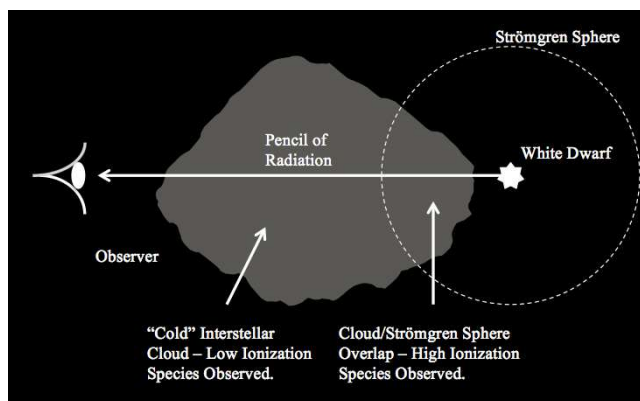 Strömgren Sphere
Pencil of
Radiation
White Dwarf
Observer
“Cold” Interstellar
Cloud – Low Ionization
Species Observed.
Cloud/Strömgren Sphere
Overlap – High Ionization
Species Observed.